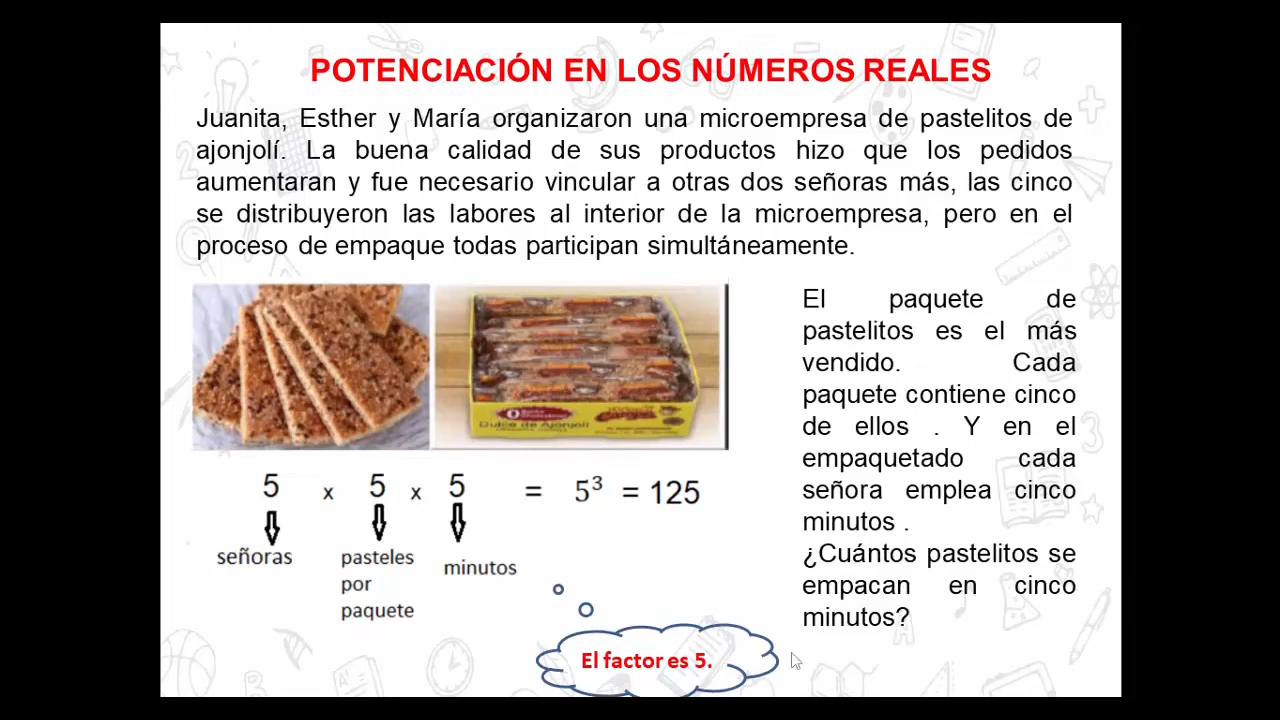 POTENCIACIÓN EN LOS NÚMEROS REALES
Juanita, Esther y María organizaron una microempresa de pastelitos de
ajonjolí. La buena calidad de sus productos hizo que los pedidos
aumentaran y fue necesario vincular a otras dos señoras más, las cinco
se distribuyeron las labores al interior de la microempresa, pero en el
proceso de empaque todas participan simultáneamente.
El paquete de
pastelitos es el más
vendido. Cada
paquete contiene cinco
de ellos . Y en el
empaquetado cada
señora emplea cinco
minutos .
¿Cuántos pastelitos se
empacan en cinco
minutos?
Dulce de Ajonjolí
5 x 5 x 5 = 5³ = 125
señoras
pasteles
por
paquete
minutos
El factor es 5.